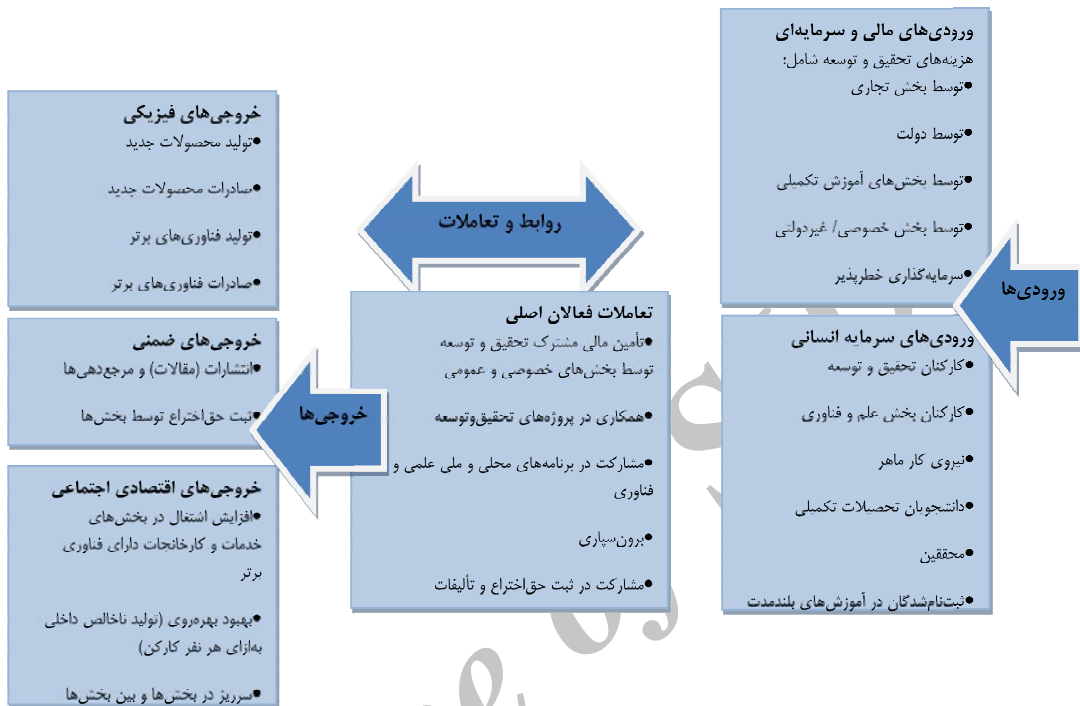 ورودی‌های مالی و سرمایه‌ای
هزینه‌های تحقیق و توسعه شامل:
•توسط بخش تجاری
•توسط دولت
•توسط بخش‌های آموزش تکمیلی
•توسط بخش خصوصی/ غیردولتی
•سرمایه‌گذاری خطرپذیر
ورودی‌ها
ورودی‌های سرمایه انسانی
•کارکنان تحقیق و توسعه
•کارکنان بخش علم و فناوری
•نیروی کار ماهر
•دانشجویان تحصیلات تکمیلی
•محققین
•ثبت‌نام‌شدگان در آموزش‌های بلندمدت
روابط و تعاملات
تعاملات فعالان اصلی
•تأمین مالی مشترک تحقیق و توسعه
توسط بخش‌های خصوصی و عمومی
•همکاری در پروژه‌های تحقیق‌وتوسعه
•مشارکت در برنامه‌های محلی و ملی علمی و
فناوری
•برون‌سپاری
•مشارکت در ثبت حق‌اختراع و تألیفات
خروجی‌ها
خروجی‌های فیزیکی
•تولید محصولات جدید
•صادرات محصولات جدید
•تولید فناوری‌های برتر
•صادرات فناوری‌های برتر
خروجی‌های ضمنی
•انتشارات (مقالات) و مرجع‌دهی‌ها
•ثبت حق‌اختراع توسط بخش‌ها
خروجی‌های اقتصادی اجتماعی
•افزایش اشتغال در بخش‌های
خدمات و کارخانجات دارای فناوری
برتر
•بهبود بهره‌روی (تولید ناخالص داخلی
به‌ازای هر نفر کارکن)
•سرریز در بخش‌ها و بین بخش‌ها